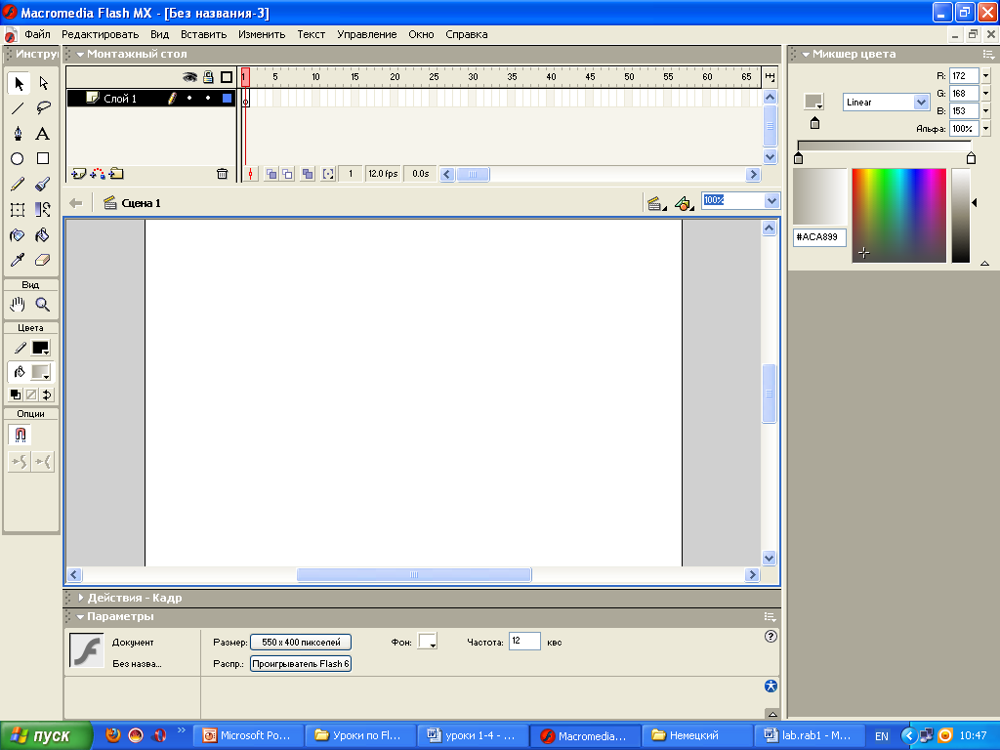 Macromedia Flash MX - [Без названия-3]
Файл Редактировать Вид Вставить Изменить Текст Управление Окно Справка
Инстру
Монтажный стол
Микшер цвета
1 5 10 15 20 25 30 35 40 45 50 55 60 65
Слой 1
1 12.0 fps 0.0s
Сцена 1
100%
Linear
R: 172
G: 168
B: 153
Альфа: 100%
#ACA899
Вид
Цвета
Опции
Действия - Кадр
Параметры
Документ
Без назва...
Размер: 550 x 400 пикселей
Фон:
Частота: 12 квс
Распр.: Проигрыватель Flash 6
пуск
Microsoft Po...
Уроки по Fl...
уроки 1-4 - ...
Macromedia...
Немецкий
lab.rab1 - M...
EN
10:47